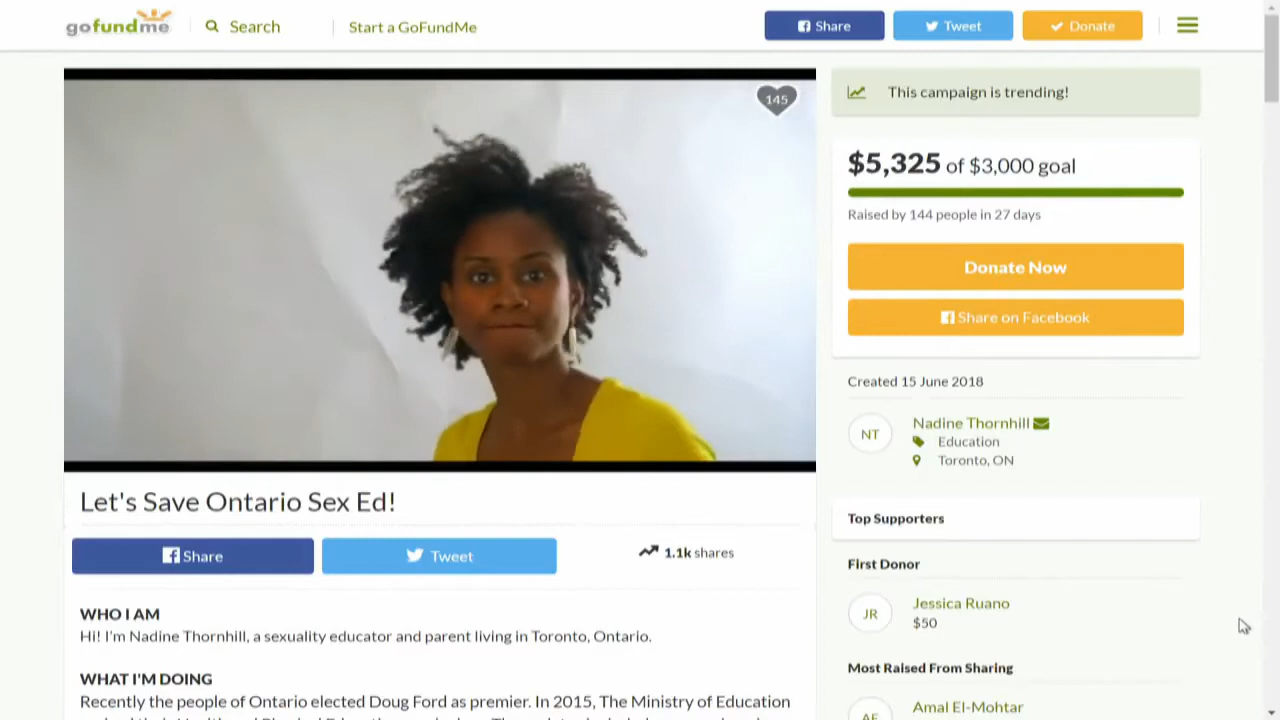 gofundme
Search
Start a GoFundMe
Share
Tweet
Donate
145
This campaign is trending!
$5,325 of $3,000 goal
Raised by 144 people in 27 days
Donate Now
Share on Facebook
Created 15 June 2018
NT
Nadine Thornhill
Education
Toronto, ON
Let's Save Ontario Sex Ed!
Share
Tweet
1.1k shares
WHO I AM
Hi! I'm Nadine Thornhill, a sexuality educator and parent living in Toronto, Ontario.
WHAT I'M DOING
Recently the people of Ontario elected Doug Ford as premier. In 2015, The Ministry of Education
Top Supporters
First Donor
JR
Jessica Ruano
$50
Most Raised From Sharing
AE
Amal El-Mohtar